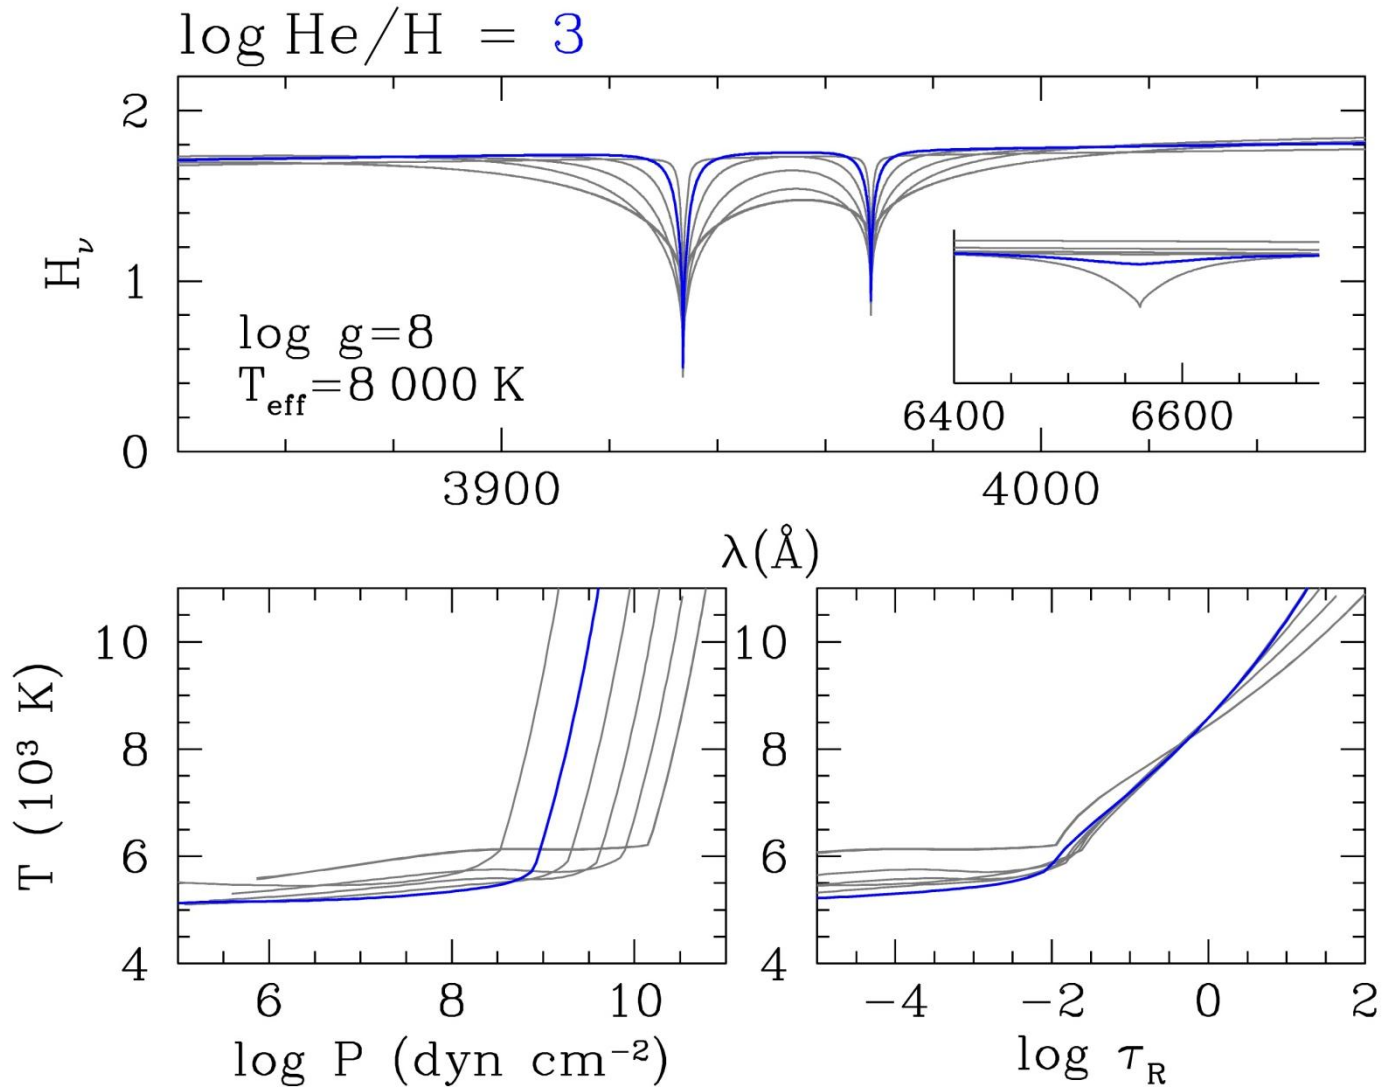 log He/H = 3
2
1
0
H_ν
log g=8
T_eff=8 000 K
6400 6600
3900 4000
λ(Å)
10
8
6
4
T (10³ K)
6 8 10
log P (dyn cm⁻²)
10
8
6
4
−4 −2 0 2
log τ_R